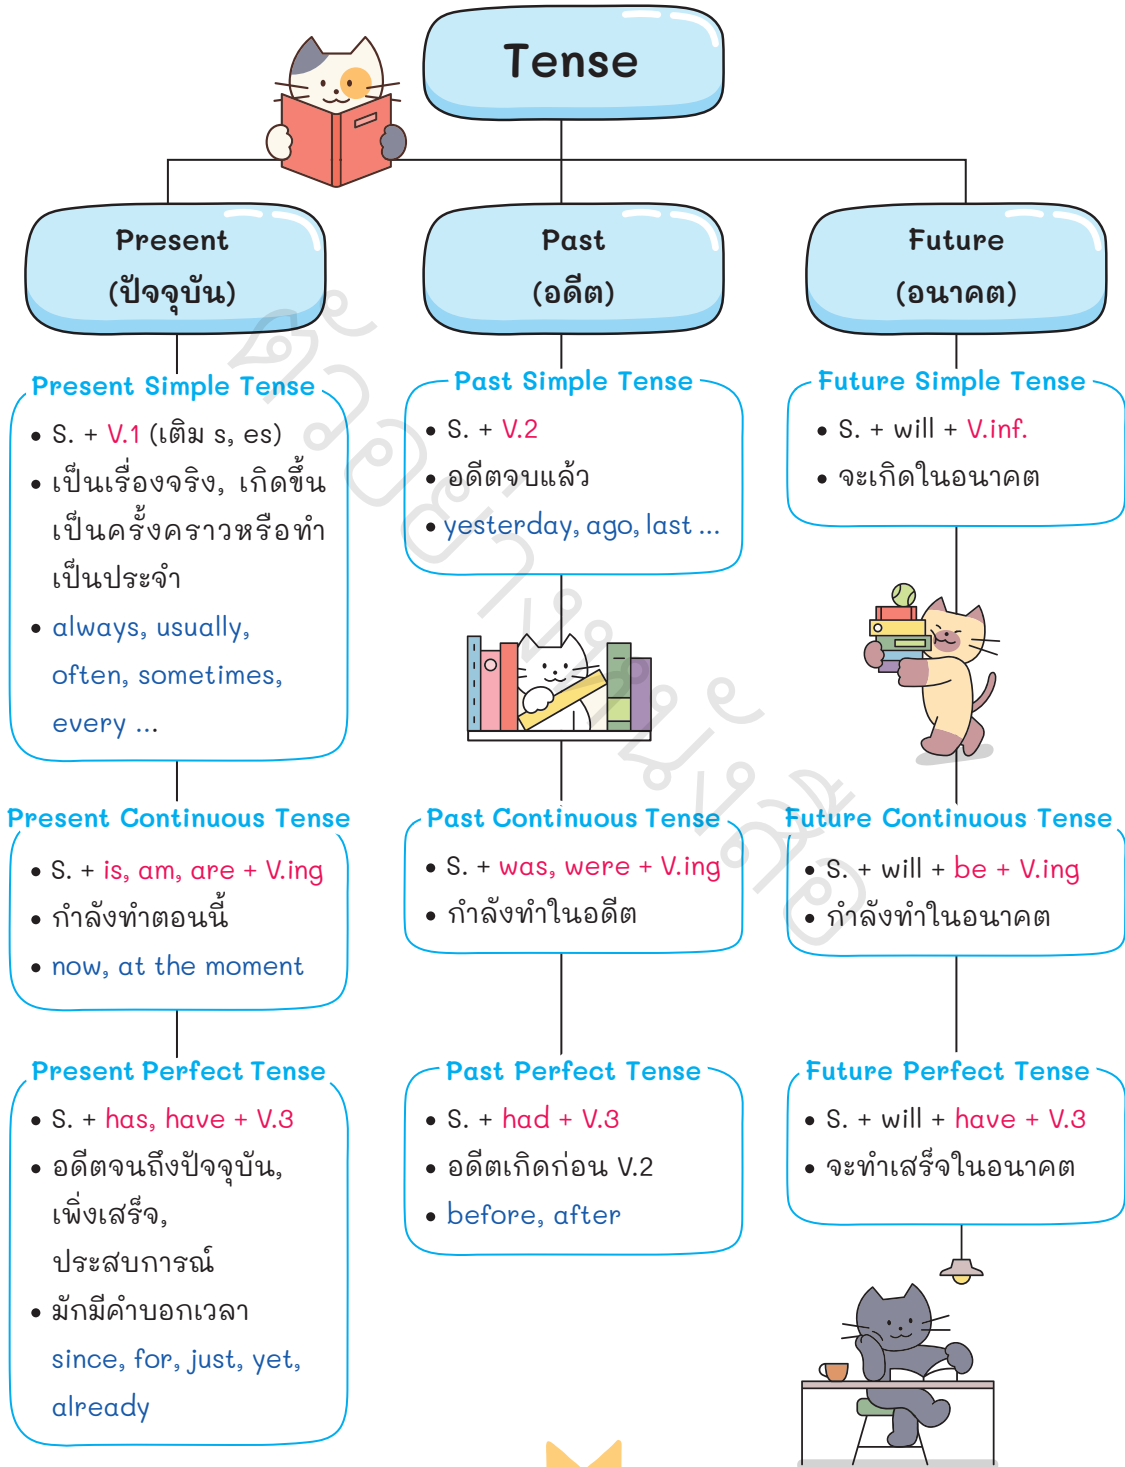 Tense
Present
(ปัจจุบัน)
Past
(อดีต)
Future
(อนาคต)
Present Simple Tense
• S. + V.1 (เติม s, es)
• เป็นเรื่องจริง, เกิดขึ้น
เป็นครั้งคราวหรือทำ
เป็นประจำ
• always, usually,
often, sometimes,
every ...
Past Simple Tense
• S. + V.2
• อดีตจบแล้ว
• yesterday, ago, last ...
Future Simple Tense
• S. + will + V.inf.
• จะเกิดในอนาคต
Present Continuous Tense
• S. + is, am, are + V.ing
• กำลังทำตอนนี้
• now, at the moment
Past Continuous Tense
• S. + was, were + V.ing
• กำลังทำในอดีต
Future Continuous Tense
• S. + will + be + V.ing
• กำลังทำในอนาคต
Present Perfect Tense
• S. + has, have + V.3
• อดีตจนถึงปัจจุบัน,
เพิ่งเสร็จ,
ประสบการณ์
• มักมีคำบอกเวลา
since, for, just, yet,
already
Past Perfect Tense
• S. + had + V.3
• อดีตเกิดก่อน V.2
• before, after
Future Perfect Tense
• S. + will + have + V.3
• จะทำเสร็จในอนาคต
ตัวอย่างหนังสือ